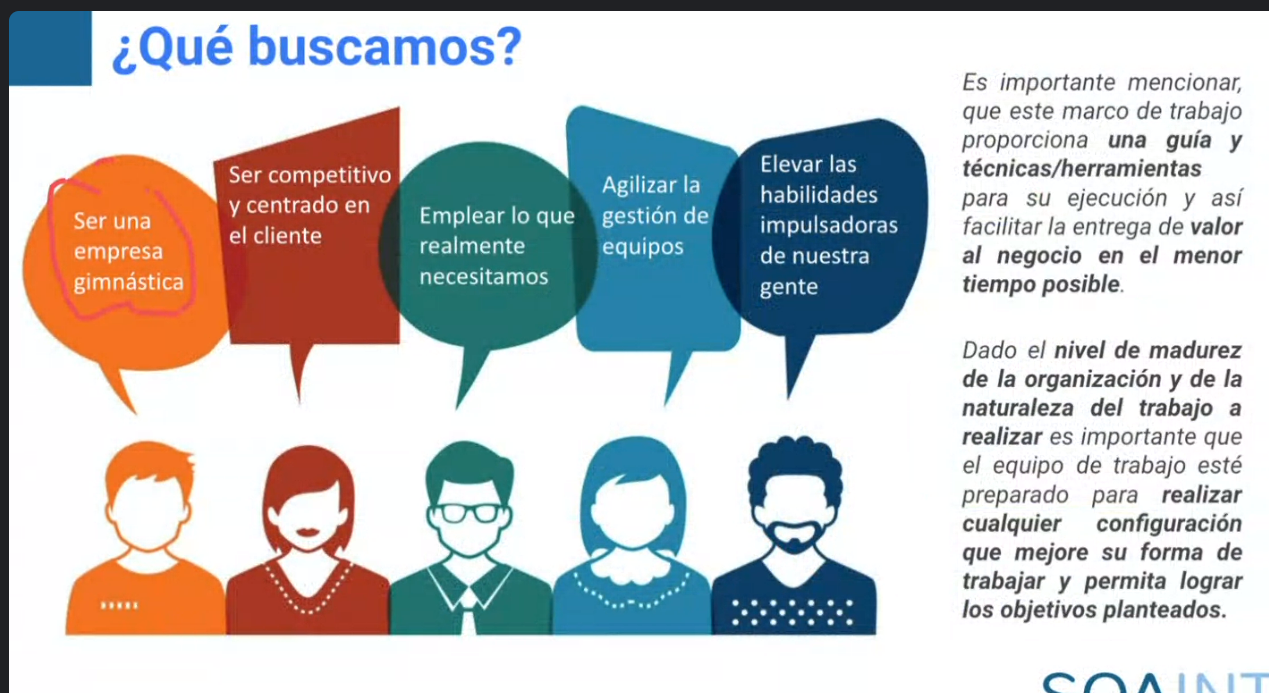 ¿Qué buscamos?
Ser una
empresa
gimnástica
Ser competitivo
y centrado en
el cliente
Emplear lo que
realmente
necesitamos
Agilizar la
gestión de
equipos
Elevar las
habilidades
impulsadoras
de nuestra
gente
Es importante mencionar,
que este marco de trabajo
proporciona una guía y
técnicas/herramientas
para su ejecución y así
facilitar la entrega de valor
al negocio en el menor
tiempo posible.
Dado el nivel de madurez
de la organización y de la
naturaleza del trabajo a
realizar es importante que
el equipo de trabajo esté
preparado para realizar
cualquier configuración
que mejore su forma de
trabajar y permita lograr
los objetivos planteados.
SOAINT